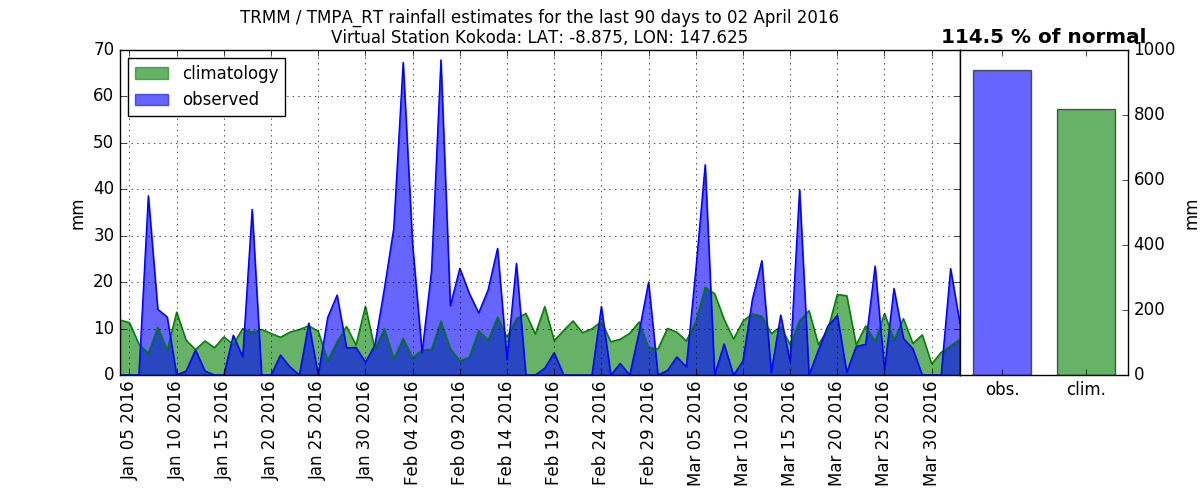 TRMM / TMPA_RT rainfall estimates for the last 90 days to 02 April 2016
Virtual Station Kokoda: LAT: -8.875, LON: 147.625
114.5 % of normal
climatology
observed
70
60
50
40
30
20
10
0
mm
Jan 05 2016
Jan 10 2016
Jan 15 2016
Jan 20 2016
Jan 25 2016
Jan 30 2016
Feb 04 2016
Feb 09 2016
Feb 14 2016
Feb 19 2016
Feb 24 2016
Feb 29 2016
Mar 05 2016
Mar 10 2016
Mar 15 2016
Mar 20 2016
Mar 25 2016
Mar 30 2016
obs.
clim.
1000
800
600
400
200
0
mm